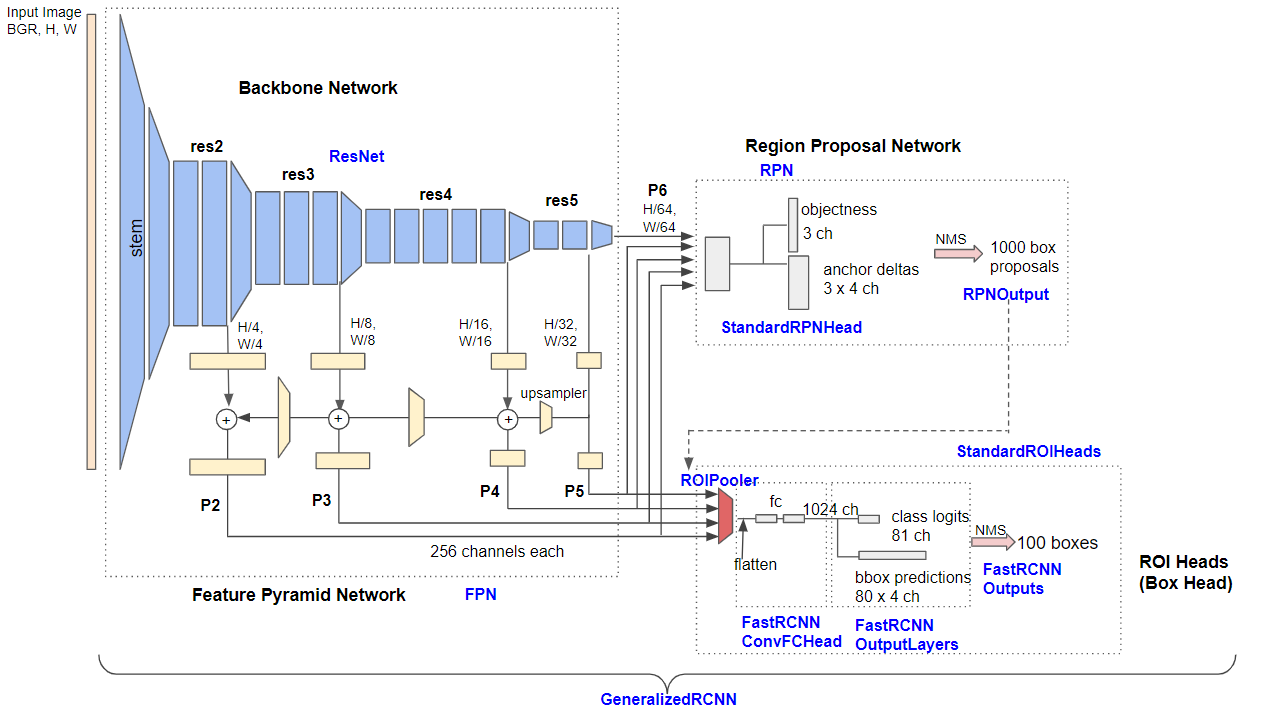 Input Image
BGR, H, W
Backbone Network
ResNet
stem
res2
res3
res4
res5
P6
H/64,
W/64
H/4,
W/4
H/8,
W/8
H/16,
W/16
H/32,
W/32
upsampler
+
+
+
P2
P3
P4
P5
256 channels each
Feature Pyramid Network
FPN
Region Proposal Network
RPN
objectness
3 ch
anchor deltas
3 x 4 ch
StandardRPNHead
NMS
1000 box
proposals
RPNOutput
StandardROIHeads
ROIPooler
fc
1024 ch
flatten
class logits
81 ch
bbox predictions
80 x 4 ch
NMS
100 boxes
FastRCNN
Outputs
FastRCNN
ConvFCHead
FastRCNN
OutputLayers
ROI Heads
(Box Head)
GeneralizedRCNN